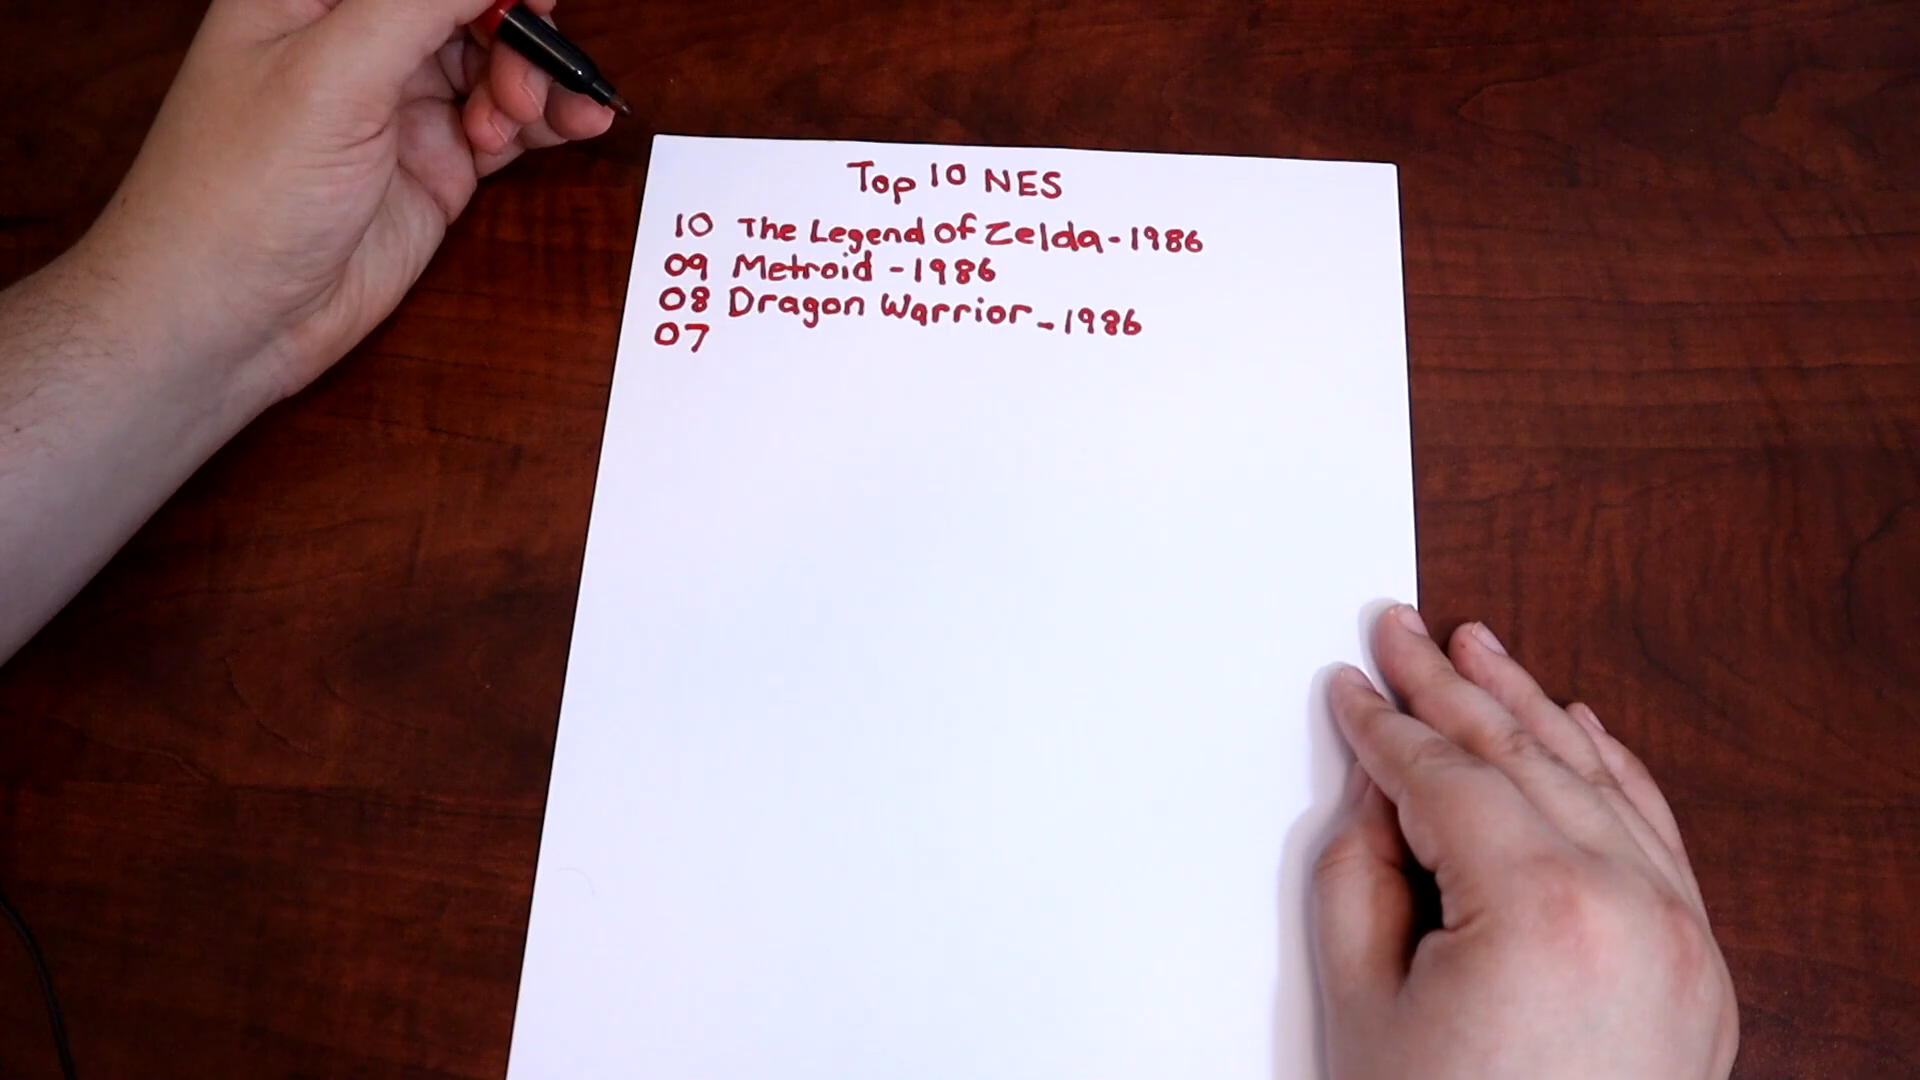 Top 10 NES
10 The Legend of Zelda - 1986
09 Metroid - 1986
08 Dragon Warrior - 1986
07